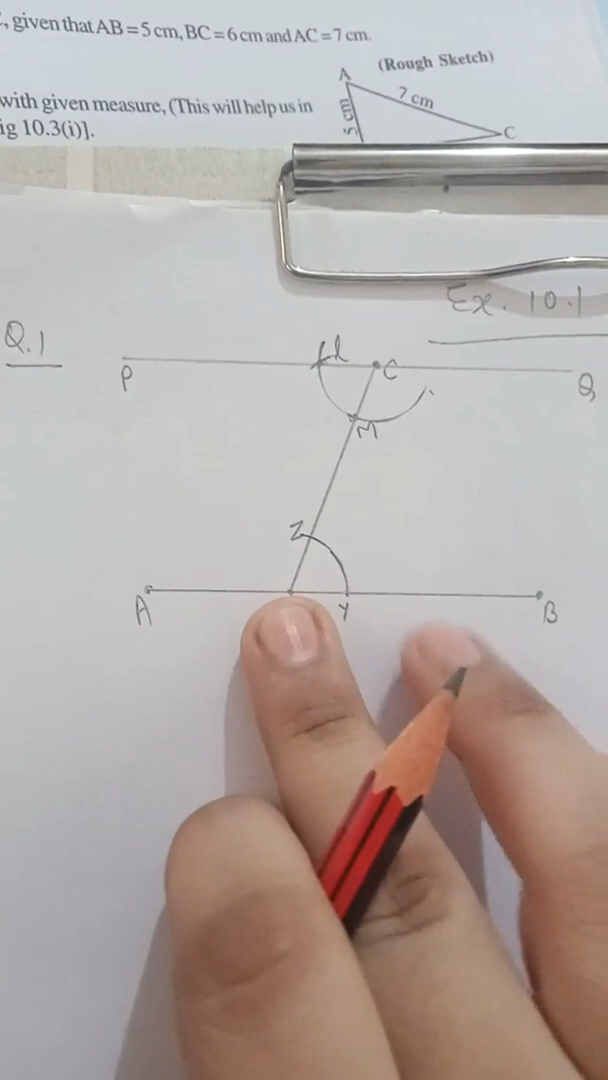 , given that AB = 5 cm, BC = 6 cm and AC = 7 cm.
(Rough Sketch)
A
7 cm
with given measure, (This will help us in
5 cm
ig 10.3(i)].
C
Ex. 10.1
Q.1
P
C
Q
M
Z
A
Y
B